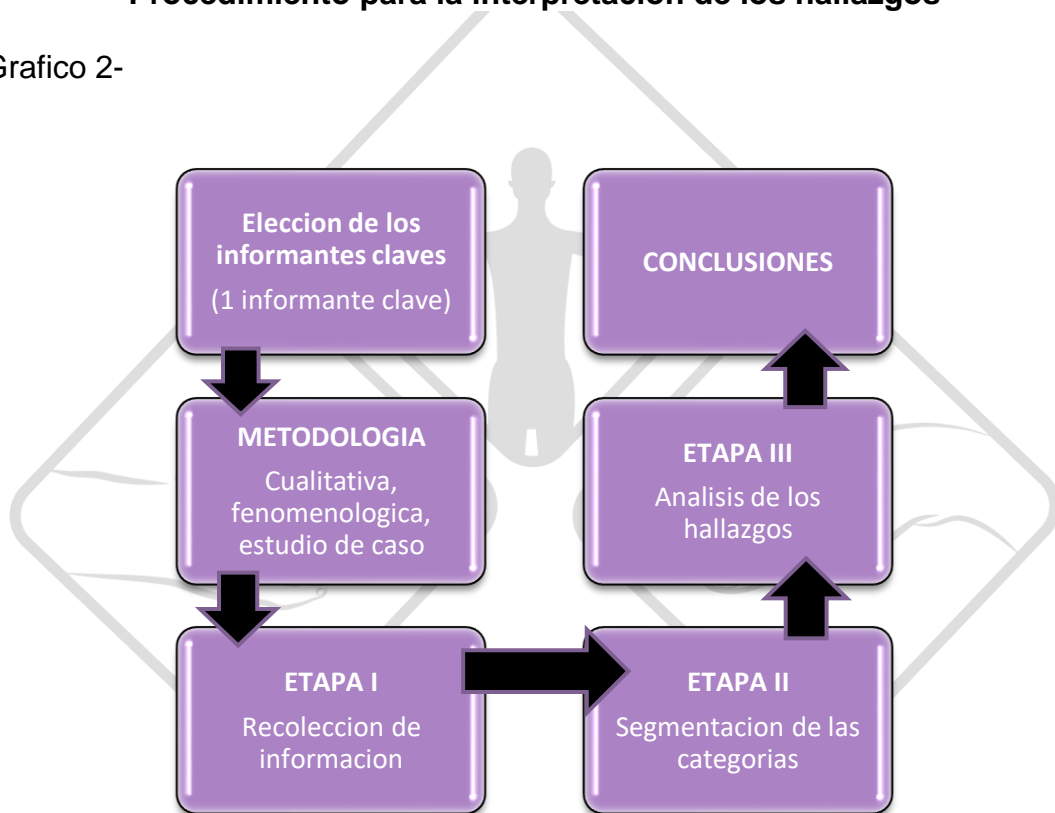 Procedimiento para la interpretación de los hallazgos
Grafico 2-
Eleccion de los
informantes claves
(1 informante clave)
METODOLOGIA
Cualitativa,
fenomenologica,
estudio de caso
ETAPA I
Recoleccion de
informacion
ETAPA II
Segmentacion de las
categorias
ETAPA III
Analisis de los
hallazgos
CONCLUSIONES